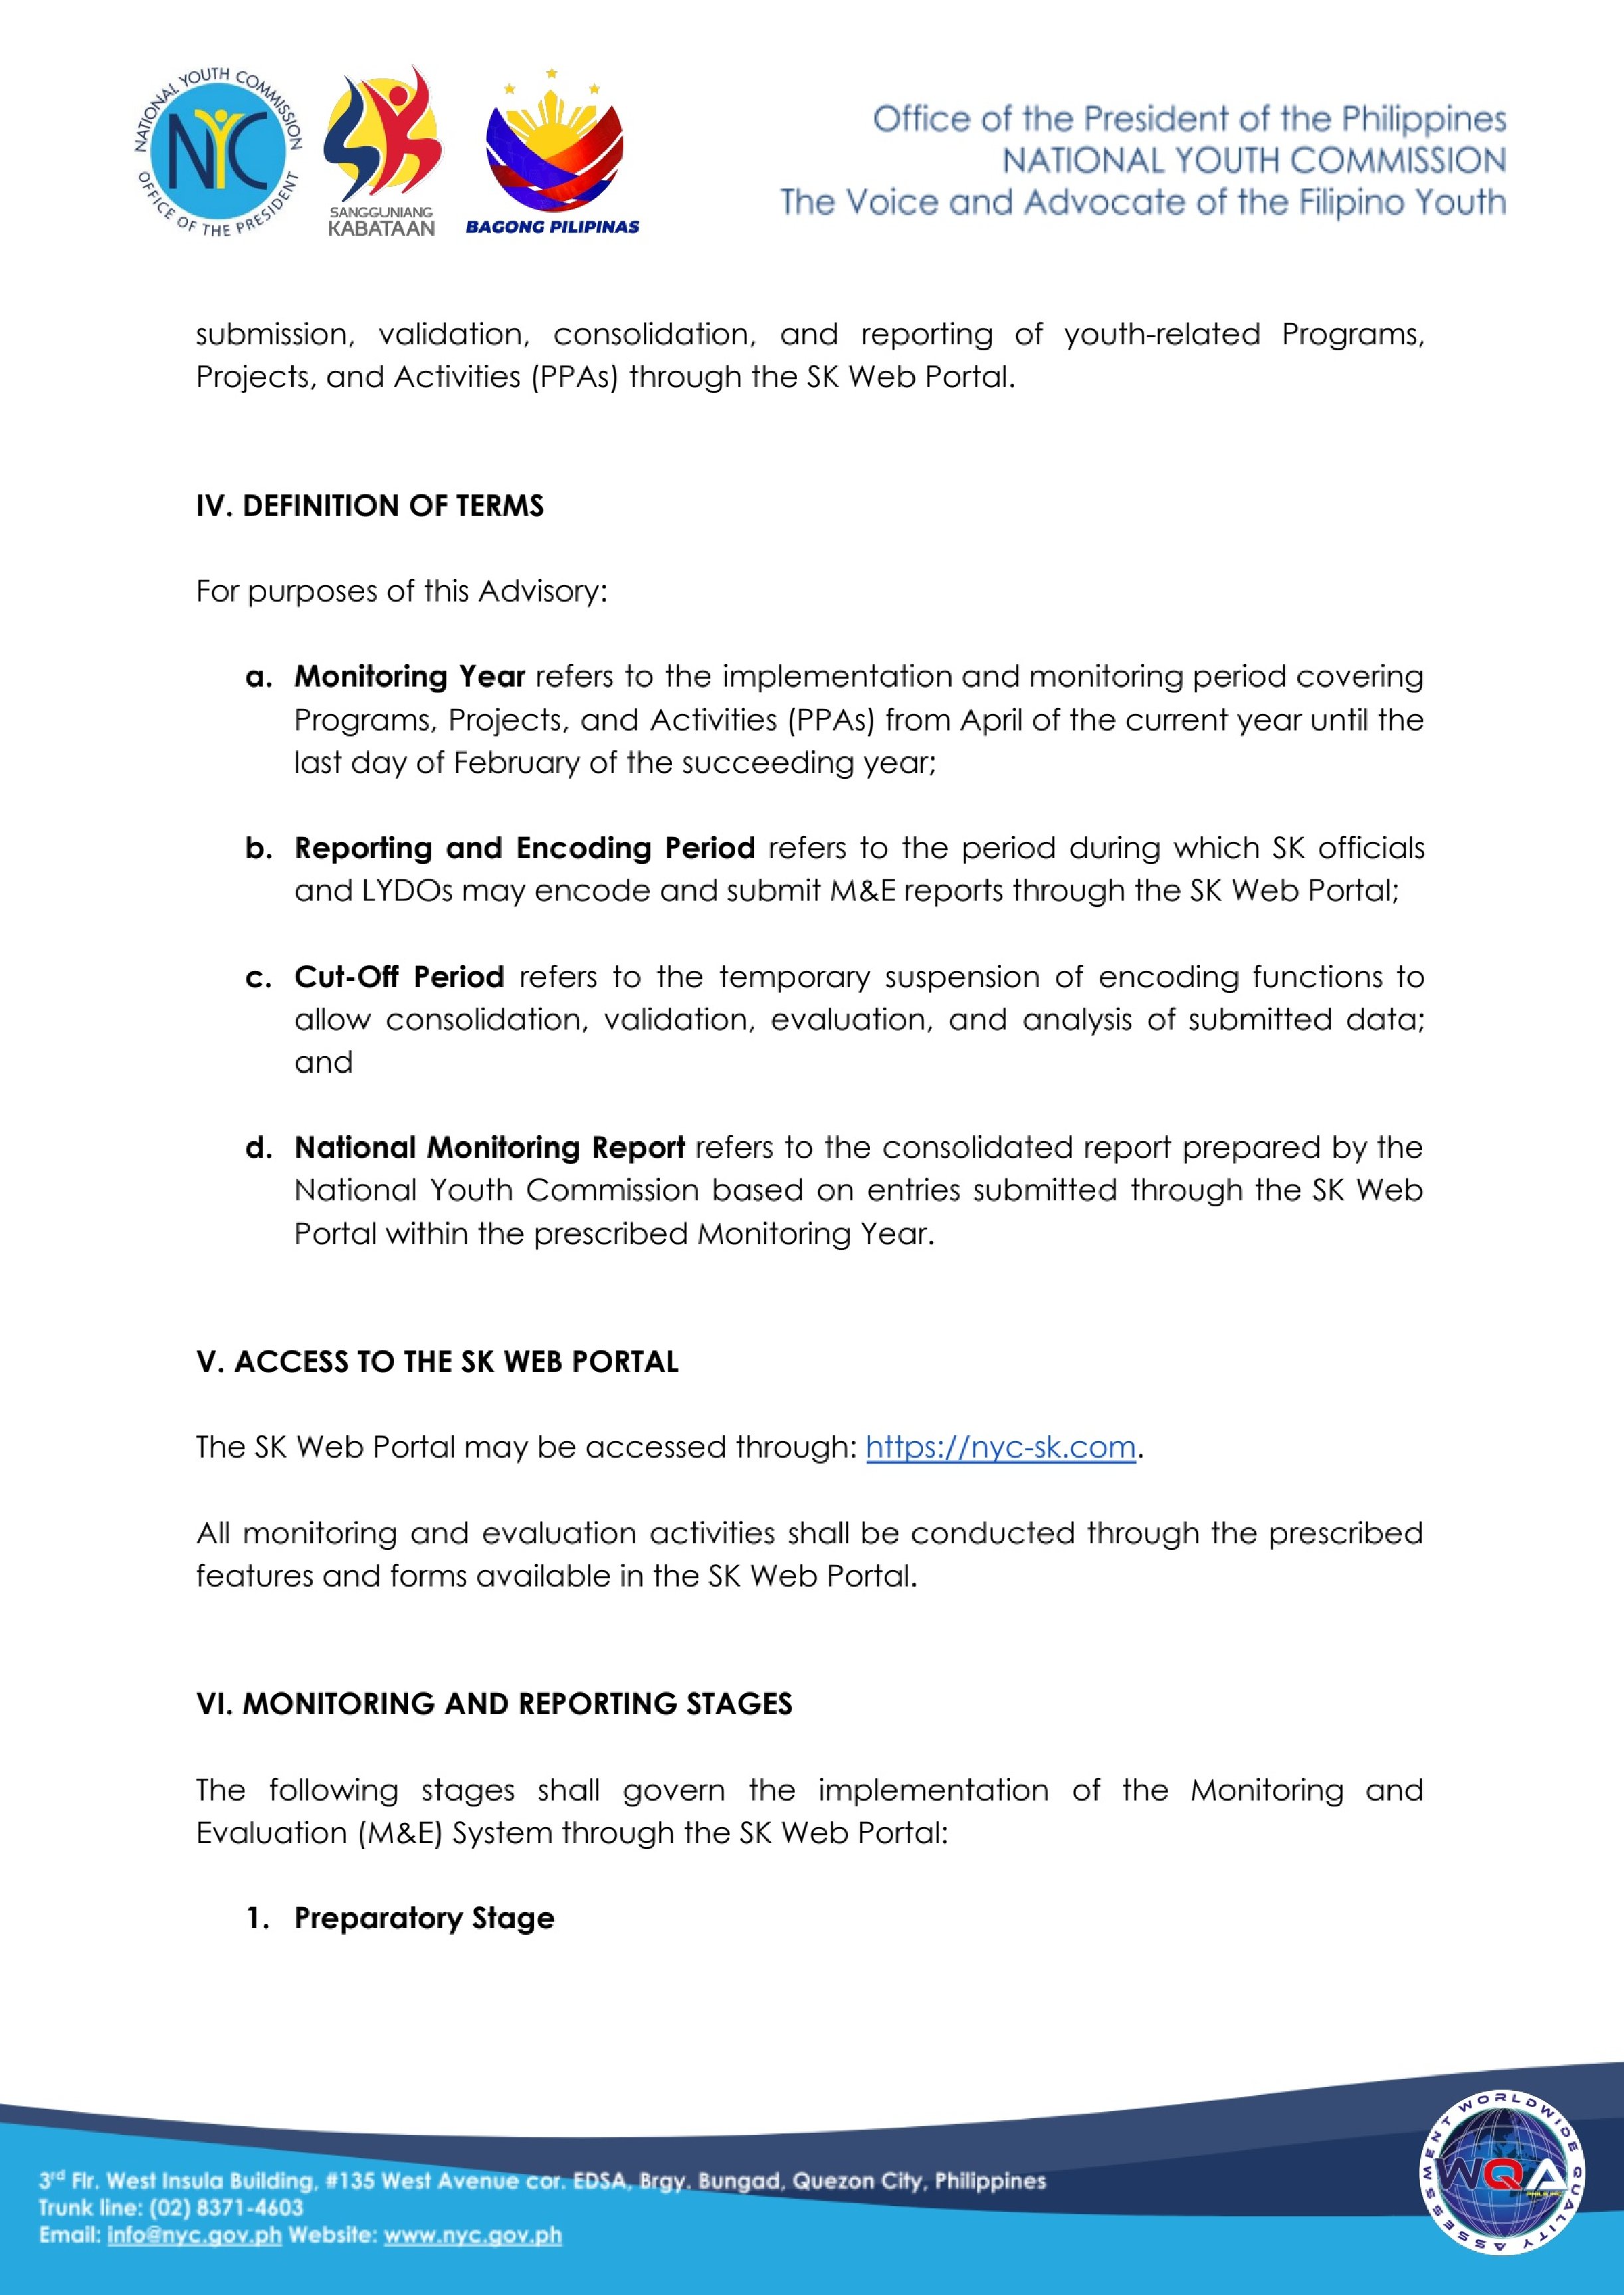 NATIONAL YOUTH COMMISSION
OFFICE OF THE PRESIDENT
NYC
SANGGUNIANG
KABATAAN
BAGONG PILIPINAS
Office of the President of the Philippines
NATIONAL YOUTH COMMISSION
The Voice and Advocate of the Filipino Youth
submission, validation, consolidation, and reporting of youth-related Programs,
Projects, and Activities (PPAs) through the SK Web Portal.
IV. DEFINITION OF TERMS
For purposes of this Advisory:
a. Monitoring Year refers to the implementation and monitoring period covering
Programs, Projects, and Activities (PPAs) from April of the current year until the
last day of February of the succeeding year;
b. Reporting and Encoding Period refers to the period during which SK officials
and LYDOs may encode and submit M&E reports through the SK Web Portal;
c. Cut-Off Period refers to the temporary suspension of encoding functions to
allow consolidation, validation, evaluation, and analysis of submitted data;
and
d. National Monitoring Report refers to the consolidated report prepared by the
National Youth Commission based on entries submitted through the SK Web
Portal within the prescribed Monitoring Year.
V. ACCESS TO THE SK WEB PORTAL
The SK Web Portal may be accessed through: https://nyc-sk.com.
All monitoring and evaluation activities shall be conducted through the prescribed
features and forms available in the SK Web Portal.
VI. MONITORING AND REPORTING STAGES
The following stages shall govern the implementation of the Monitoring and
Evaluation (M&E) System through the SK Web Portal:
1. Preparatory Stage
3rd Flr. West Insula Building, #135 West Avenue cor. EDSA, Brgy. Bungad, Quezon City, Philippines
Trunk line: (02) 8371-4603
Email: info@nyc.gov.ph Website: www.nyc.gov.ph
WORLDWIDE QUALITY ASSESSMENT
WQA